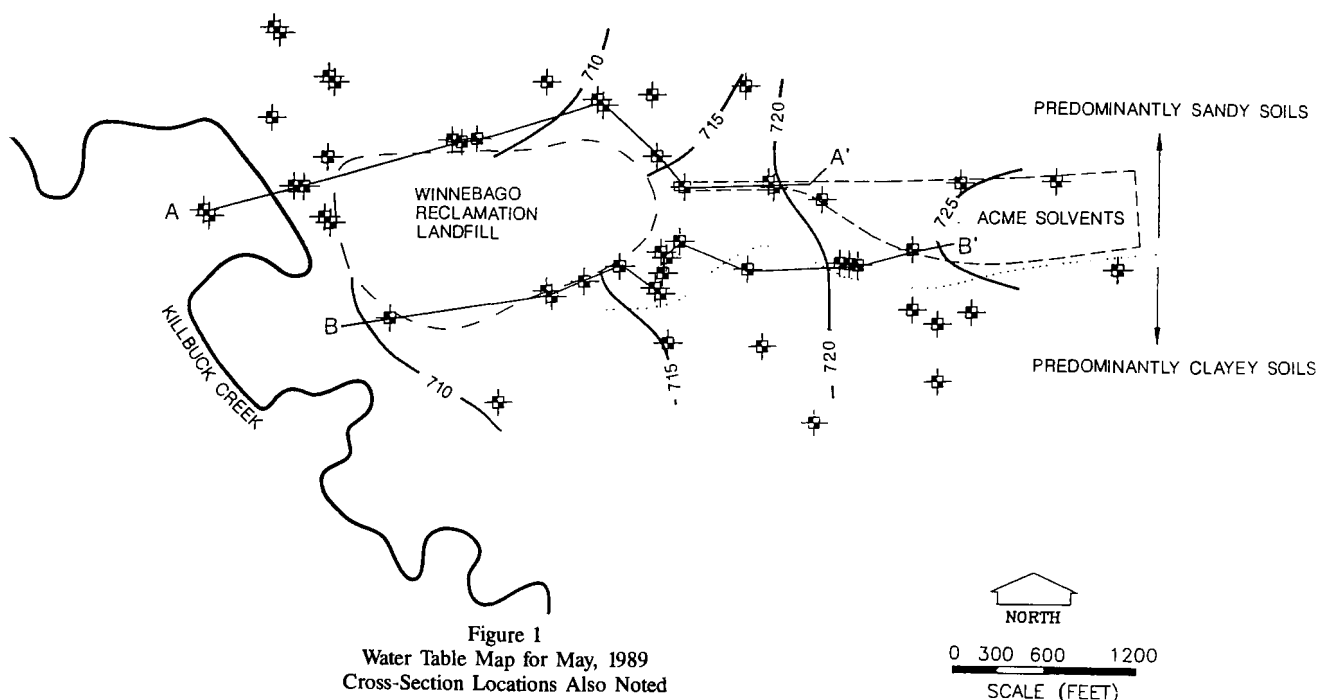 710
715
720
PREDOMINANTLY SANDY SOILS
A'
A
WINNEBAGO
RECLAMATION
LANDFILL
725
ACME SOLVENTS
B'
B
KILLBUCK CREEK
710
715
720
PREDOMINANTLY CLAYEY SOILS
NORTH
0 300 600 1200
SCALE (FEET)
Figure 1
Water Table Map for May, 1989
Cross-Section Locations Also Noted